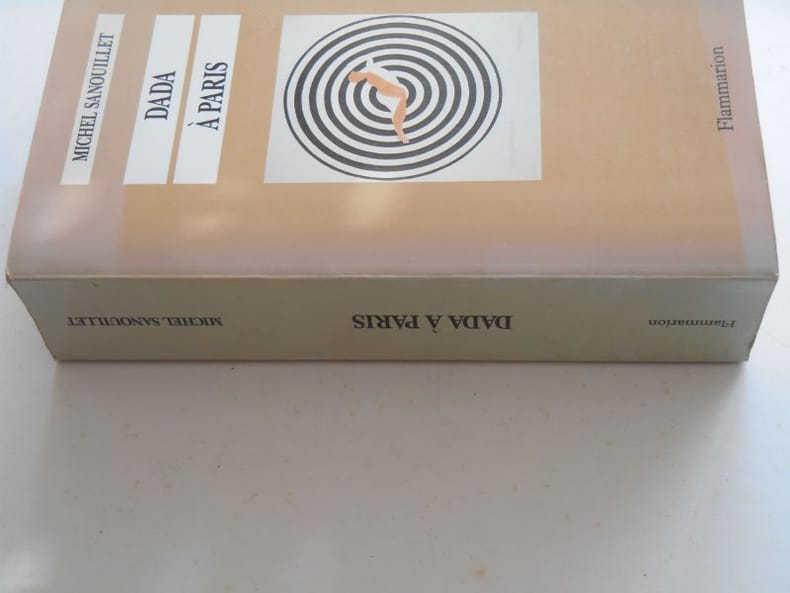 MICHEL SANOUILLET
DADA
À PARIS
Flammarion
MICHEL SANOUILLET
DADA À PARIS
Flammarion